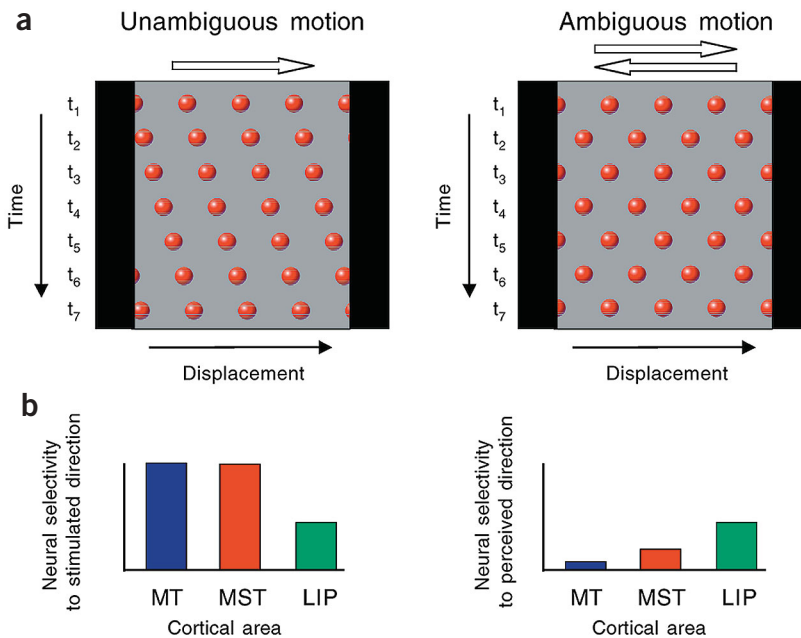 a
Unambiguous motion
Ambiguous motion
t1
t2
t3
t4
t5
t6
t7
Time
Displacement
t1
t2
t3
t4
t5
t6
t7
Time
Displacement
b
Neural selectivity
to stimulated direction
MT MST LIP
Cortical area
Neural selectivity
to perceived direction
MT MST LIP
Cortical area